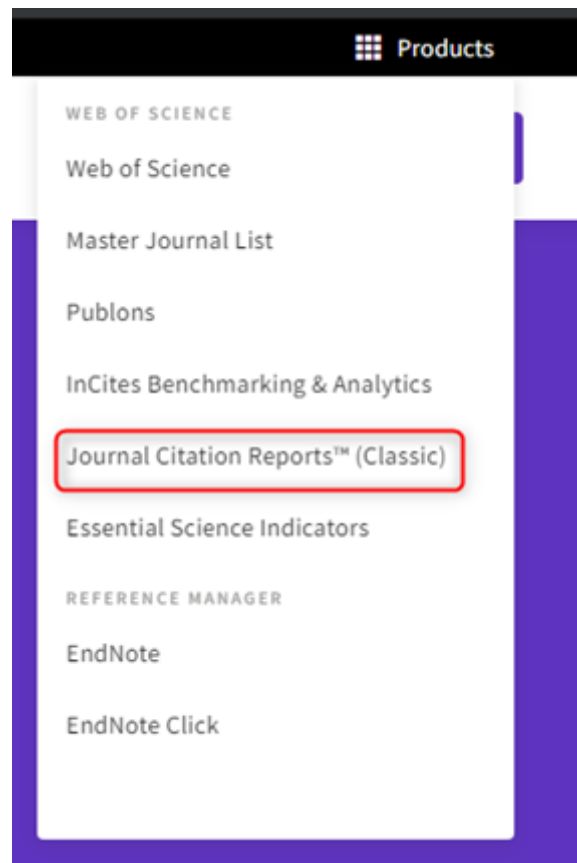 Products
WEB OF SCIENCE
Web of Science
Master Journal List
Publons
InCites Benchmarking & Analytics
Journal Citation Reports™ (Classic)
Essential Science Indicators
REFERENCE MANAGER
EndNote
EndNote Click